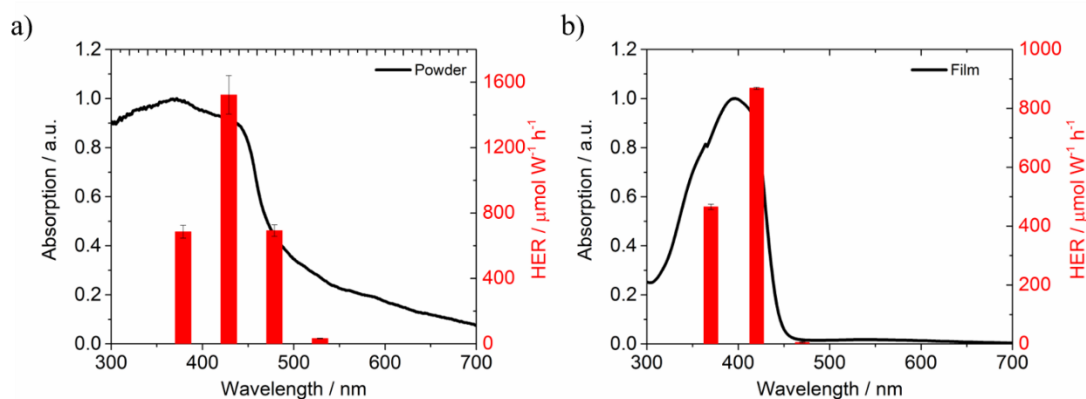 a)
1.2
1.0
0.8
0.6
0.4
0.2
0.0
Absorption / a.u.
Powder
1600
1200
800
400
0
HER / μmol W⁻¹ h⁻¹
300 400 500 600 700
Wavelength / nm
b)
1.2
1.0
0.8
0.6
0.4
0.2
0.0
Absorption / a.u.
Film
1000
800
600
400
200
0
HER / μmol W⁻¹ h⁻¹
300 400 500 600 700
Wavelength / nm